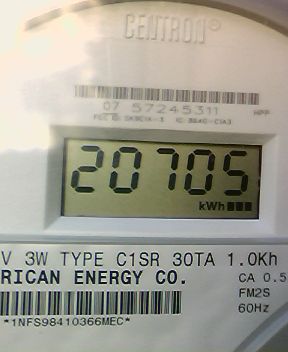 CENTRON®
07 57245311
20705
kWh
V 3W TYPE C1SR 30TA 1.0Kh
RICAN ENERGY CO.
CA 0.5
FM2S
60Hz
*1NFS98410366MEC*